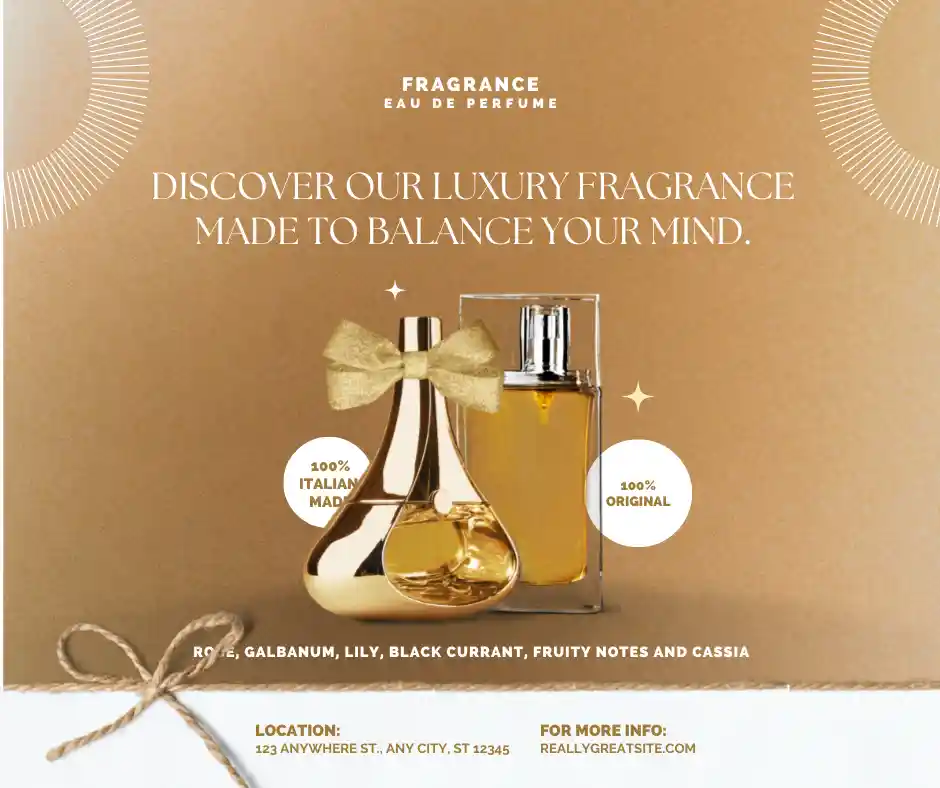 FRAGRANCE
EAU DE PERFUME
DISCOVER OUR LUXURY FRAGRANCE
MADE TO BALANCE YOUR MIND.
100%
ITALIAN
MADE
100%
ORIGINAL
ROSE, GALBANUM, LILY, BLACK CURRANT, FRUITY NOTES AND CASSIA
LOCATION:
123 ANYWHERE ST., ANY CITY, ST 12345
FOR MORE INFO:
REALLYGREATSITE.COM